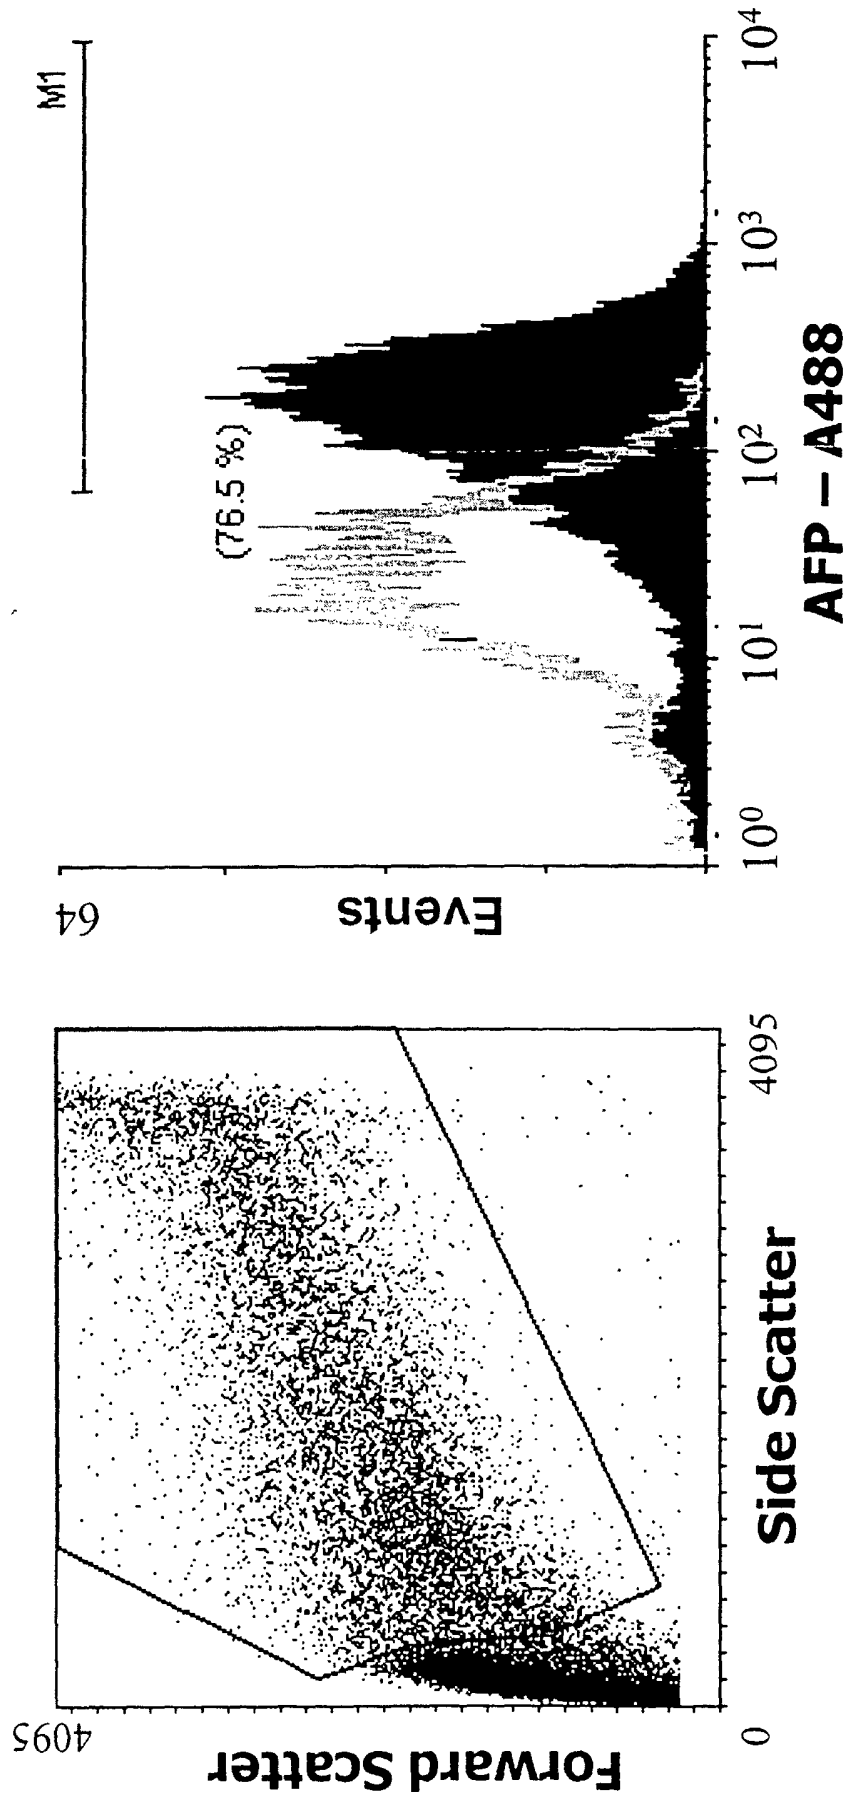 Forward Scatter
4095
0
4095
Side Scatter
Events
64
M1
(76.5 %)
10⁰ 10¹ 10² 10³ 10⁴
AFP – A488